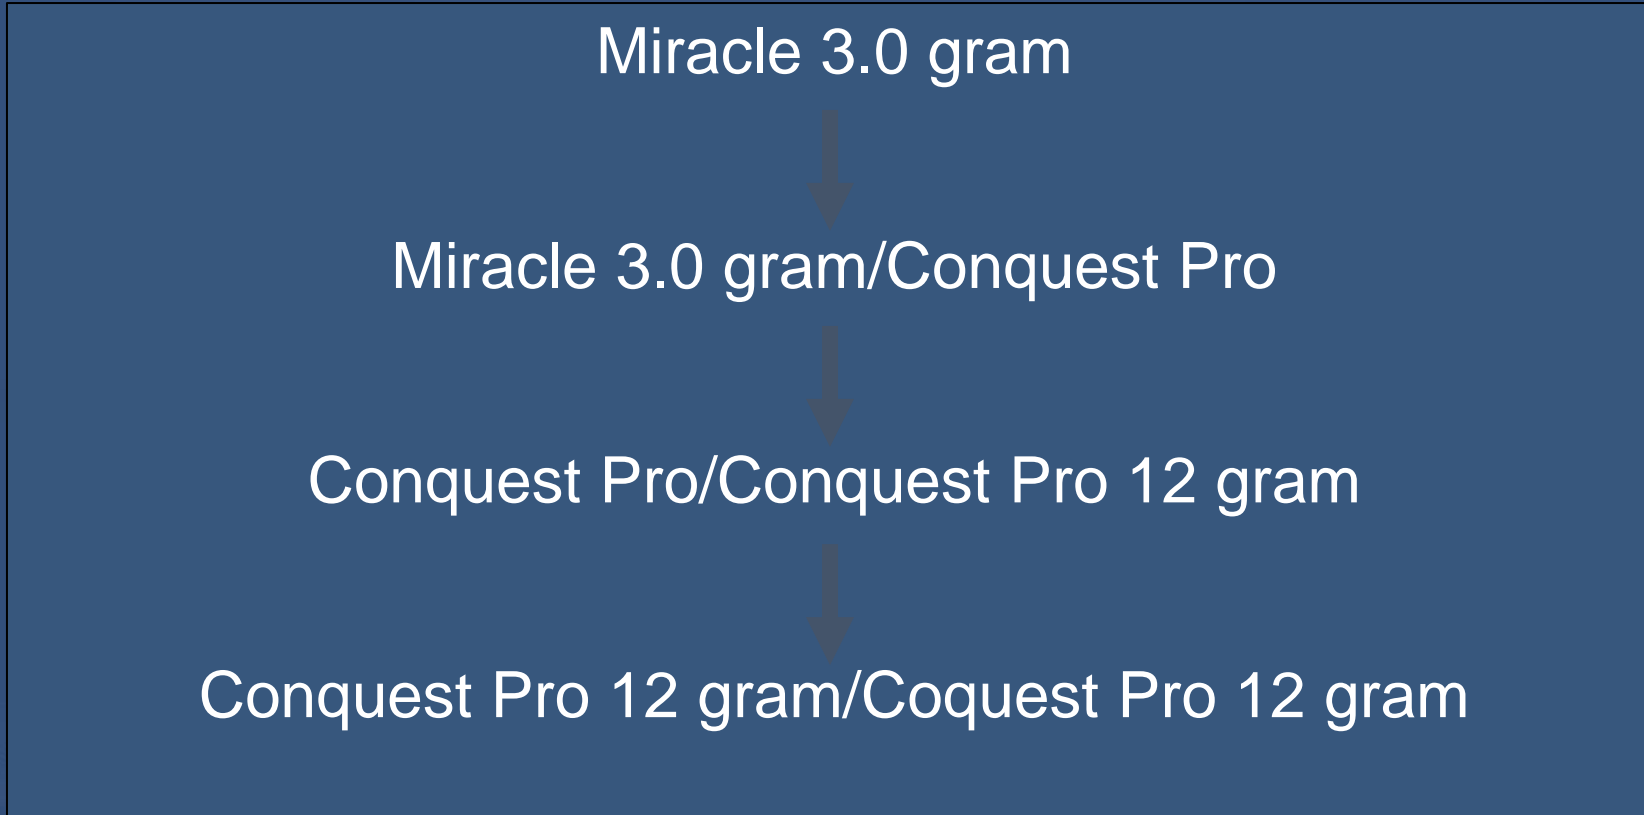 Miracle 3.0 gram
Miracle 3.0 gram/Conquest Pro
Conquest Pro/Conquest Pro 12 gram
Conquest Pro 12 gram/Coquest Pro 12 gram